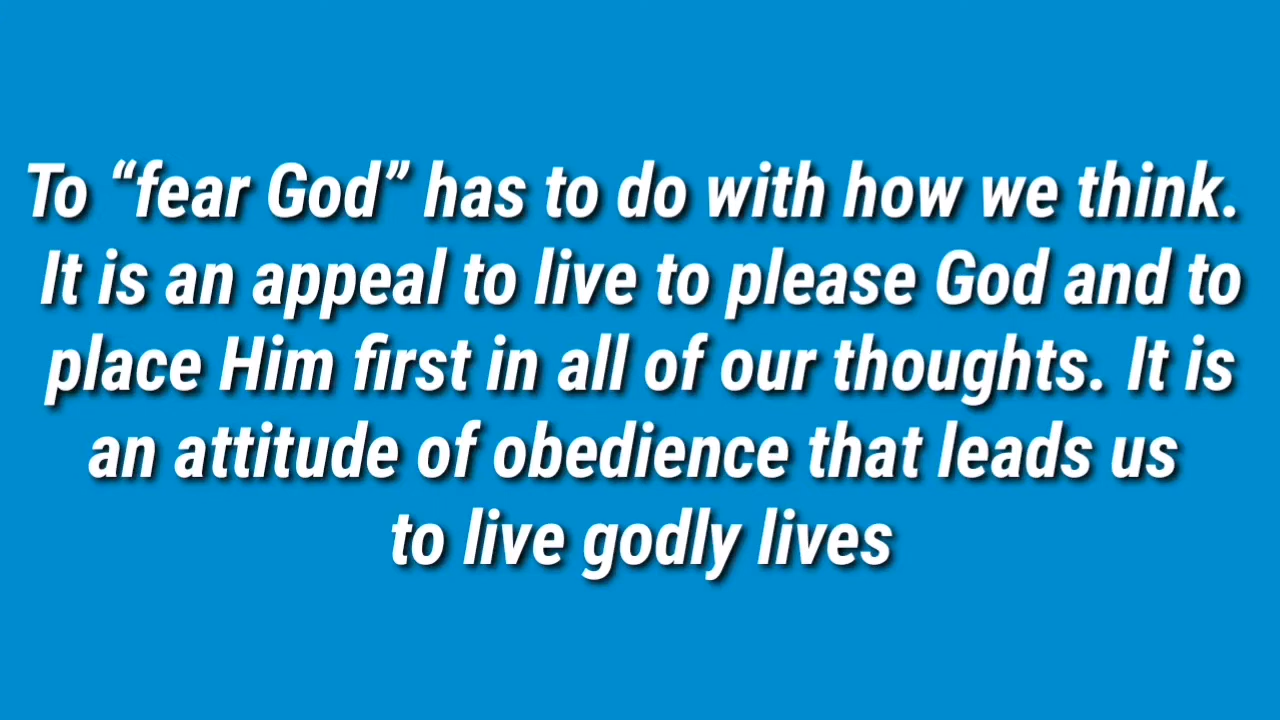 To “fear God” has to do with how we think.
It is an appeal to live to please God and to
place Him first in all of our thoughts. It is
an attitude of obedience that leads us
to live godly lives